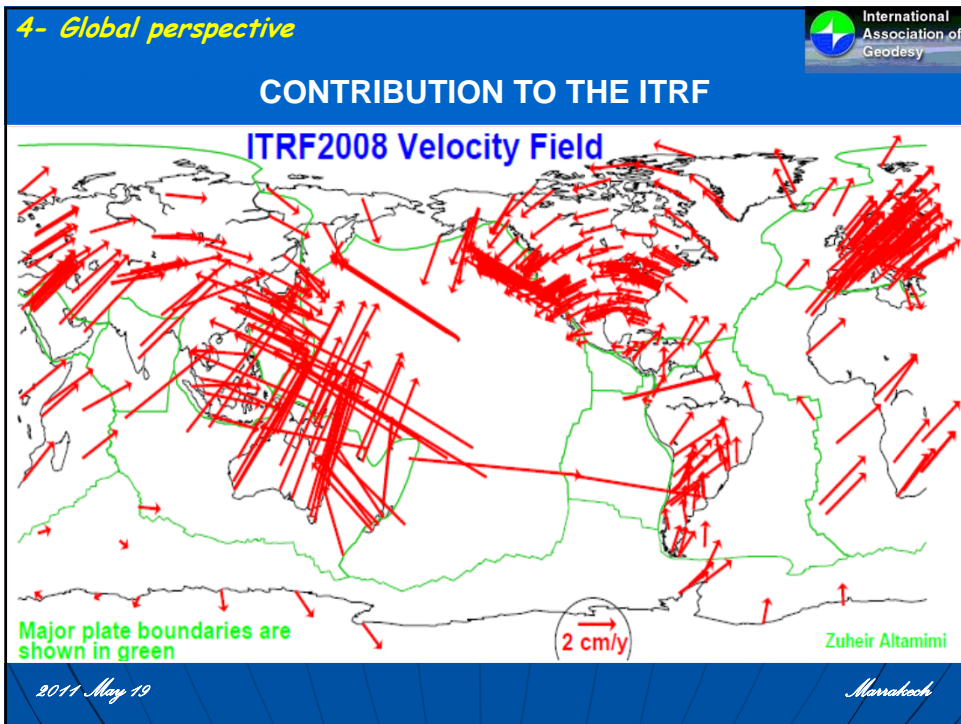 4- Global perspective
International
Association of
Geodesy
CONTRIBUTION TO THE ITRF
ITRF2008 Velocity Field
Major plate boundaries are
shown in green
2 cm/y
Zuheir Altamimi
2011 May 19
Marrakech